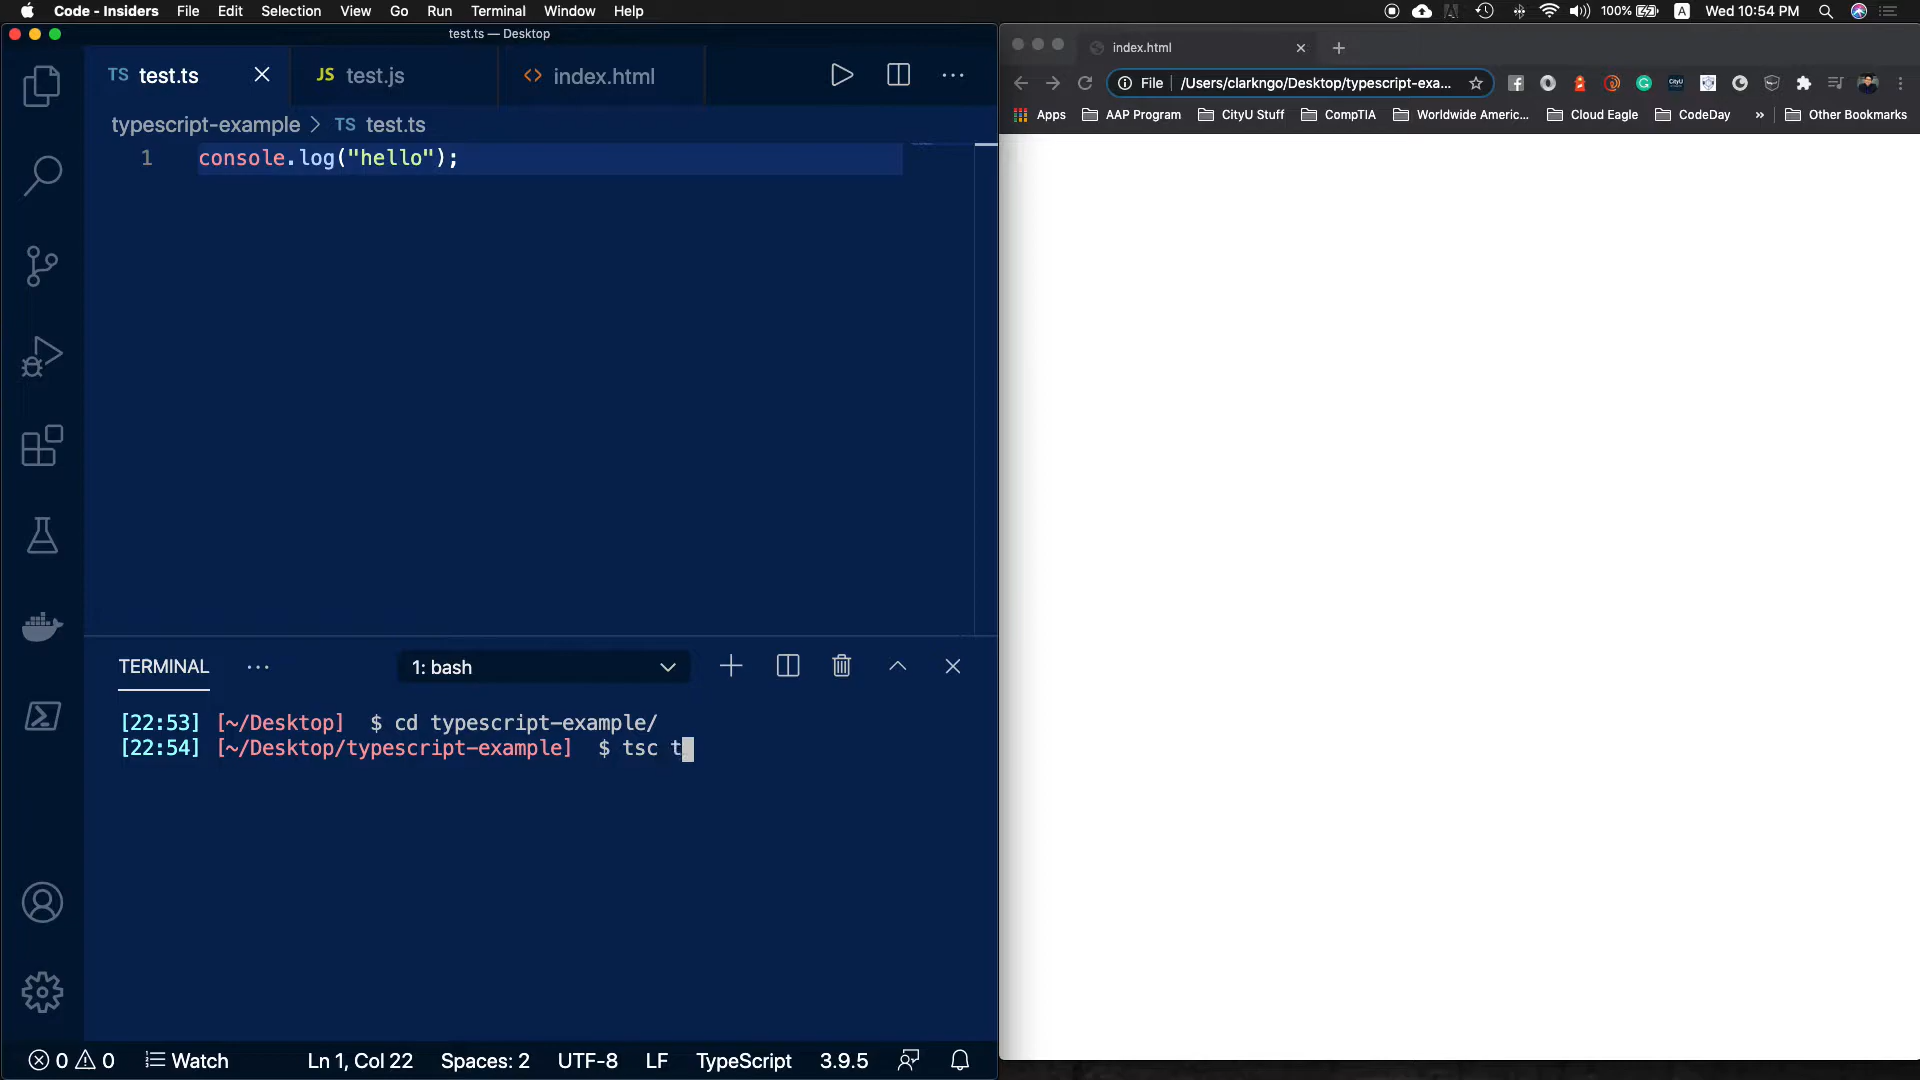 Code - Insiders File Edit Selection View Go Run Terminal Window Help 100% A Wed 10:54 PM
test.ts — Desktop
TS test.ts JS test.js <> index.html
typescript-example > TS test.ts
1 console.log("hello");
TERMINAL ··· 1: bash
[22:53] [~/Desktop] $ cd typescript-example/
[22:54] [~/Desktop/typescript-example] $ tsc t
0 0 Watch Ln 1, Col 22 Spaces: 2 UTF-8 LF TypeScript 3.9.5
index.html
File /Users/clarkngo/Desktop/typescript-exa...
Apps AAP Program CityU Stuff CompTIA Worldwide Americ... Cloud Eagle CodeDay » Other Bookmarks